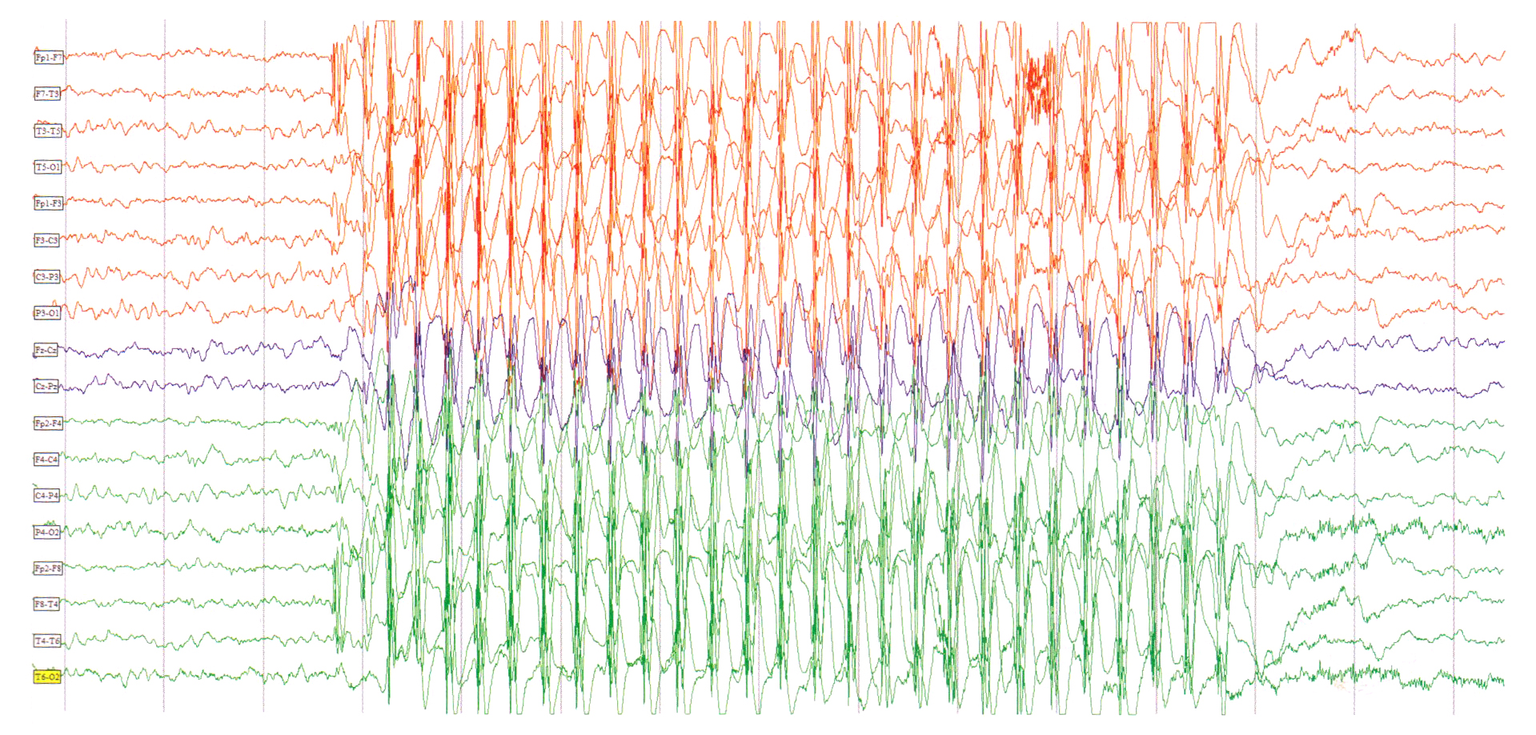 Fp1-F7
F7-T3
T3-T5
T5-O1
Fp1-F3
F3-C3
C3-P3
P3-O1
Fz-Cz
Cz-Pz
Fp2-F4
F4-C4
C4-P4
P4-O2
Fp2-F8
F8-T4
T4-T6
T6-O2